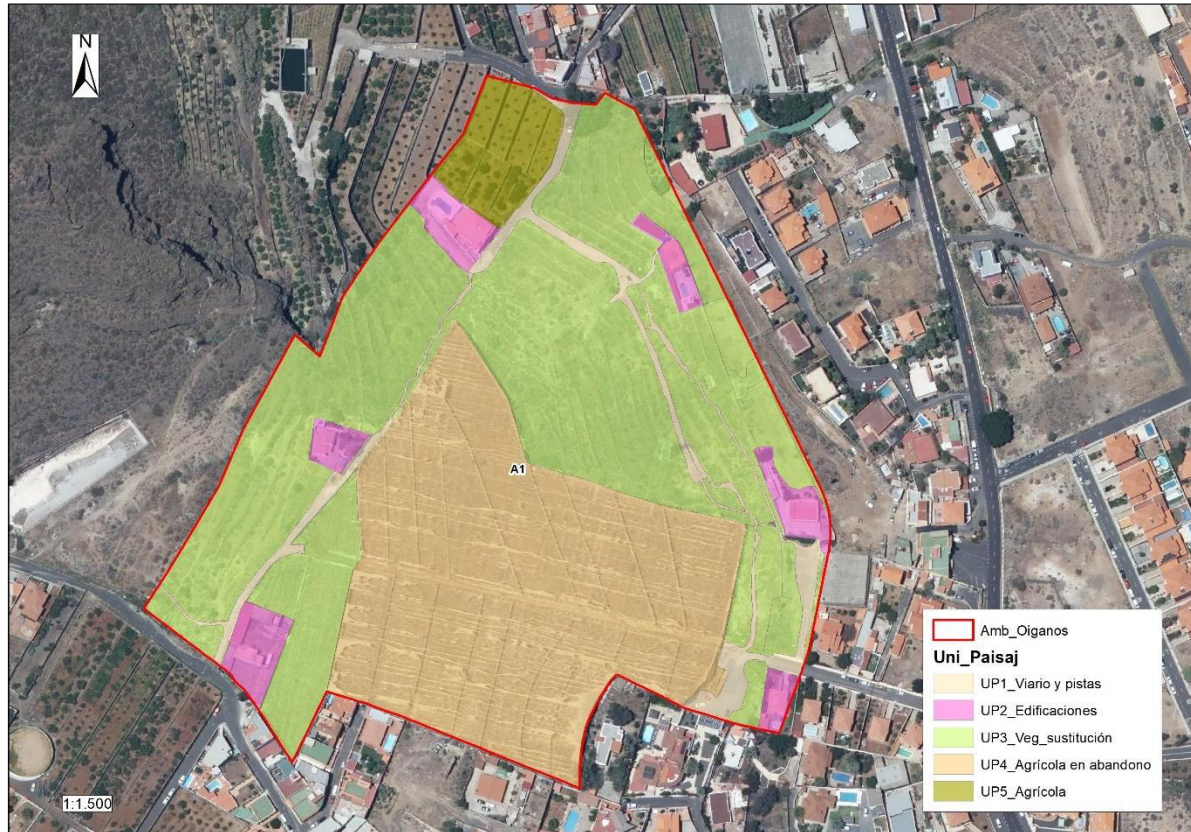 N
A1
1:1.500
Amb_Oiganos
Uni_Paisaj
UP1_Viario y pistas
UP2_Edificaciones
UP3_Veg_sustitución
UP4_Agrícola en abandono
UP5_Agrícola